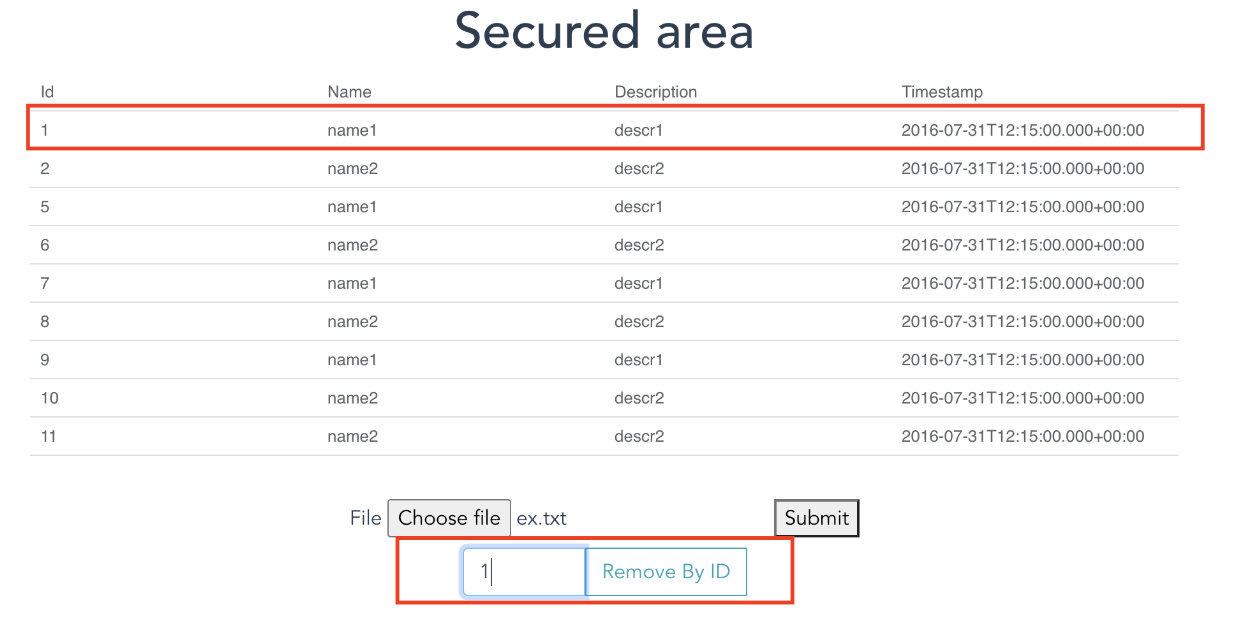 Secured area
Id Name Description Timestamp
1 name1 descr1 2016-07-31T12:15:00.000+00:00
2 name2 descr2 2016-07-31T12:15:00.000+00:00
5 name1 descr1 2016-07-31T12:15:00.000+00:00
6 name2 descr2 2016-07-31T12:15:00.000+00:00
7 name1 descr1 2016-07-31T12:15:00.000+00:00
8 name2 descr2 2016-07-31T12:15:00.000+00:00
9 name1 descr1 2016-07-31T12:15:00.000+00:00
10 name2 descr2 2016-07-31T12:15:00.000+00:00
11 name2 descr2 2016-07-31T12:15:00.000+00:00
File Choose file ex.txt Submit
1 Remove By ID